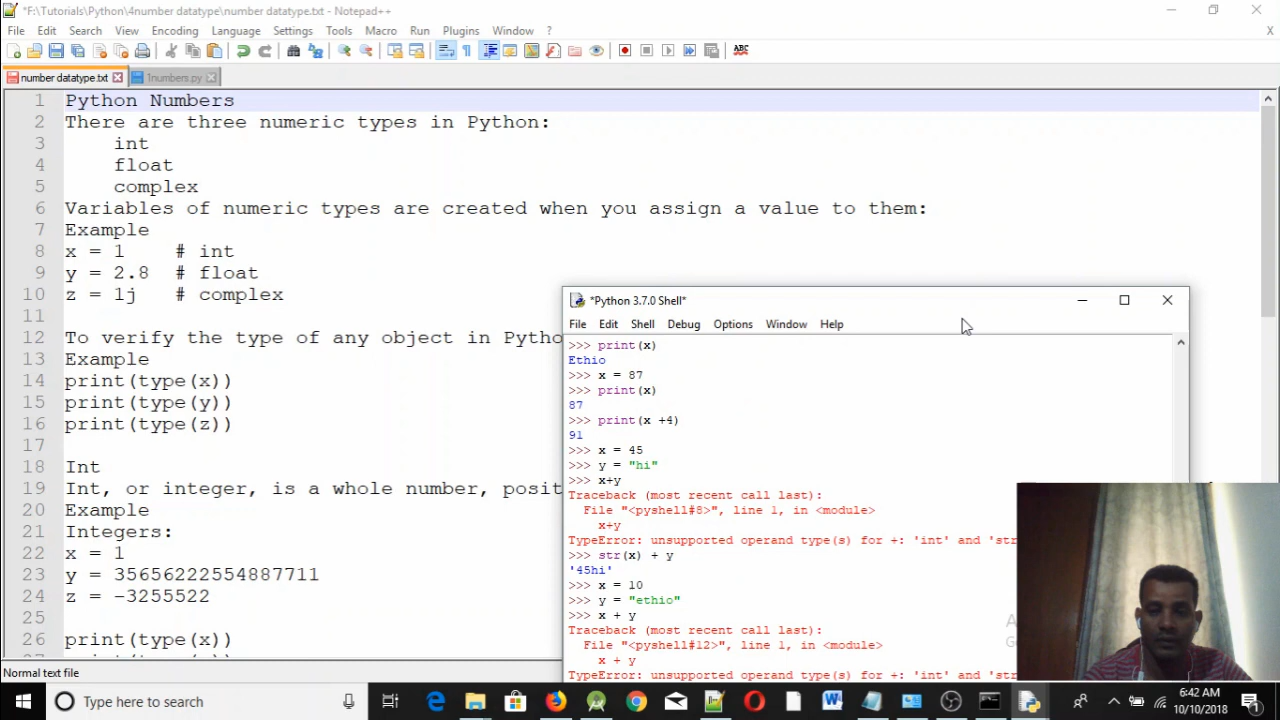 *F:\Tutorials\Python\4number datatype\number datatype.txt - Notepad++
File Edit Search View Encoding Language Settings Tools Macro Run Plugins Window ? X
ABC
number datatype.txt 1numbers.py
1 Python Numbers
2 There are three numeric types in Python:
3 int
4 float
5 complex
6 Variables of numeric types are created when you assign a value to them:
7 Example
8 x = 1 # int
9 y = 2.8 # float
10 z = 1j # complex
11
12 To verify the type of any object in Pytho
13 Example
14 print(type(x))
15 print(type(y))
16 print(type(z))
17
18 Int
19 Int, or integer, is a whole number, posit
20 Example
21 Integers:
22 x = 1
23 y = 35656222554887711
24 z = -3255522
25
26 print(type(x))
Normal text file
*Python 3.7.0 Shell*
File Edit Shell Debug Options Window Help
>>> print(x)
Ethio
>>> x = 87
>>> print(x)
87
>>> print(x +4)
91
>>> x = 45
>>> y = "hi"
>>> x+y
Traceback (most recent call last):
File "<pyshell#8>", line 1, in <module>
x+y
TypeError: unsupported operand type(s) for +: 'int' and 'str
>>> str(x) + y
'45hi'
>>> x = 10
>>> y = "ethio"
>>> x + y
Traceback (most recent call last):
File "<pyshell#12>", line 1, in <module>
x + y
TypeError: unsupported operand type(s) for +: 'int' and 'str
Type here to search
6:42 AM
10/10/2018